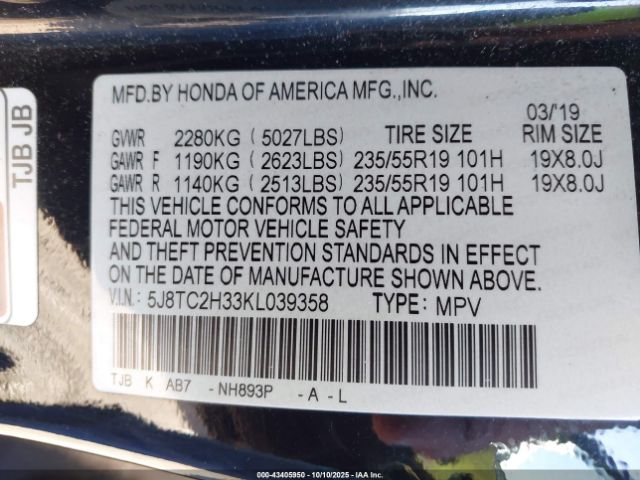 TJB JB
MFD.BY HONDA OF AMERICA MFG.,INC.
03/'19
GVWR 2280KG ( 5027LBS) TIRE SIZE RIM SIZE
GAWR F 1190KG ( 2623LBS) 235/55R19 101H 19X8.0J
GAWR R 1140KG ( 2513LBS) 235/55R19 101H 19X8.0J
THIS VEHICLE CONFORMS TO ALL APPLICABLE
FEDERAL MOTOR VEHICLE SAFETY
AND THEFT PREVENTION STANDARDS IN EFFECT
ON THE DATE OF MANUFACTURE SHOWN ABOVE.
V.I.N.: 5J8TC2H33KL039358 TYPE: MPV
TJB K AB7 -NH893P -A-L
00-43405950 - 10/10/2025 - Copyright © IAA, LLC